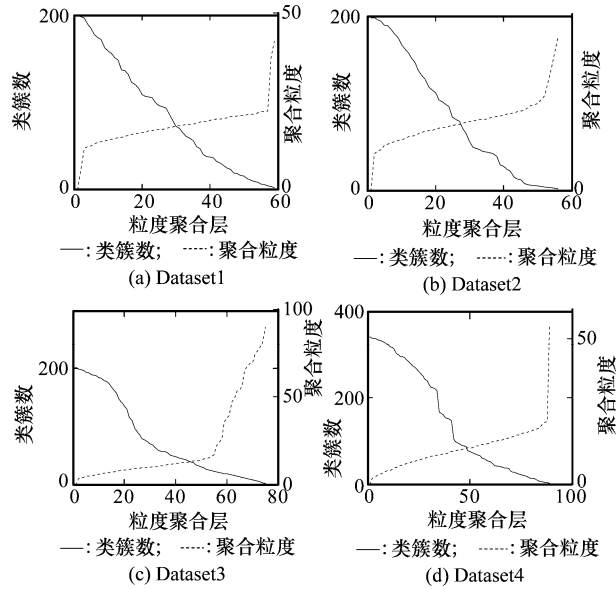 200
50
类簇数
聚合粒度
0
0
0
20
40
60
粒度聚合层
——: 类簇数; -----: 聚合粒度
(a) Dataset1
200
类簇数
聚合粒度
0
0
0
20
40
60
粒度聚合层
——: 类簇数; -----: 聚合粒度
(b) Dataset2
100
200
50
类簇数
聚合粒度
0
0
0
20
40
60
80
粒度聚合层
——: 类簇数; -----: 聚合粒度
(c) Dataset3
400
50
200
类簇数
聚合粒度
0
0
0
50
100
粒度聚合层
——: 类簇数; -----: 聚合粒度
(d) Dataset4